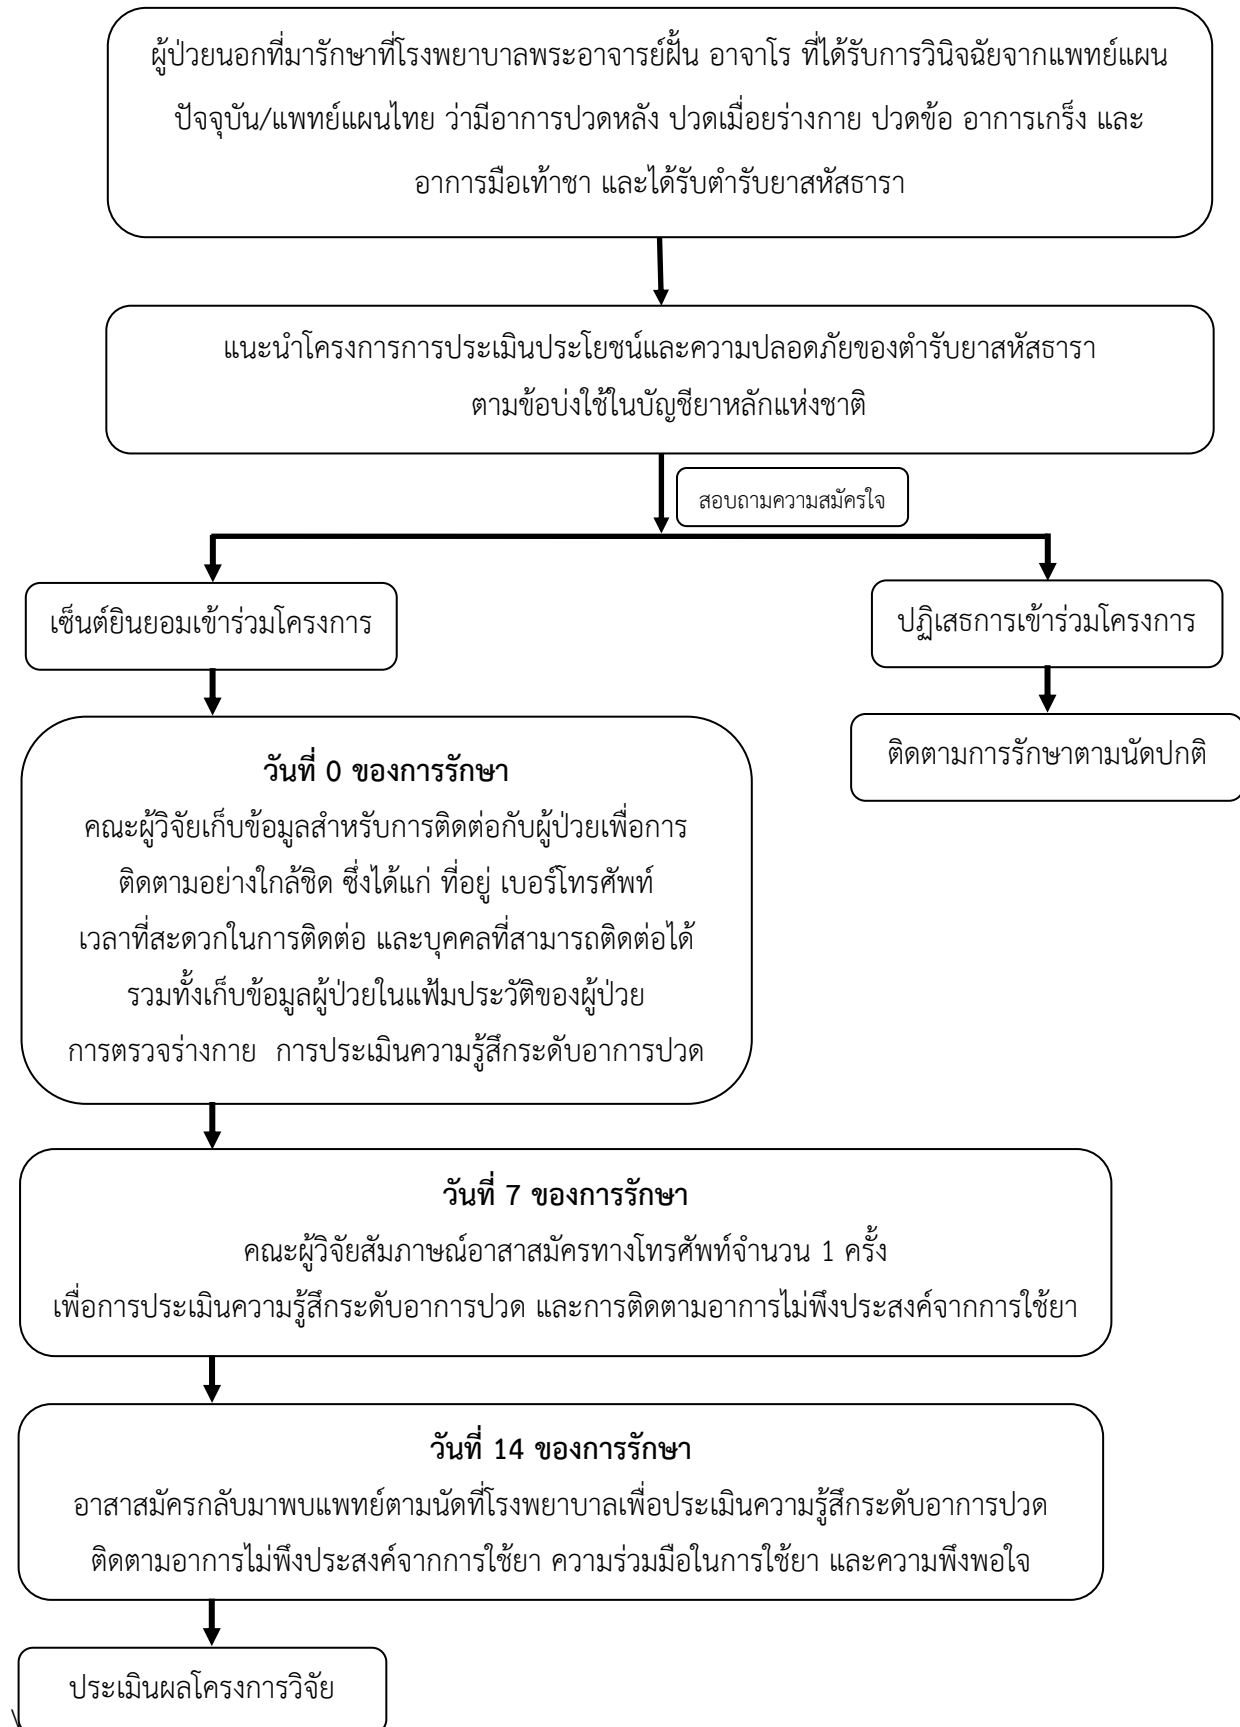 ผู้ป่วยนอกที่มารักษาที่โรงพยาบาลพระอาจารย์ฝั้น อาจาโร ที่ได้รับการวินิจฉัยจากแพทย์แผน
ปัจจุบัน/แพทย์แผนไทย ว่ามีอาการปวดหลัง ปวดเมื่อยร่างกาย ปวดข้อ อาการเกร็ง และ
อาการมือเท้าชา และได้รับตำรับยาสหัสธารา
แนะนำโครงการการประเมินประโยชน์และความปลอดภัยของตำรับยาสหัสธารา
ตามข้อบ่งใช้ในบัญชียาหลักแห่งชาติ
สอบถามความสมัครใจ
เซ็นต์ยินยอมเข้าร่วมโครงการ
ปฏิเสธการเข้าร่วมโครงการ
ติดตามการรักษาตามนัดปกติ
วันที่ 0 ของการรักษา
คณะผู้วิจัยเก็บข้อมูลสำหรับการติดต่อกับผู้ป่วยเพื่อการ
ติดตามอย่างใกล้ชิด ซึ่งได้แก่ ที่อยู่ เบอร์โทรศัพท์
เวลาที่สะดวกในการติดต่อ และบุคคลที่สามารถติดต่อได้
รวมทั้งเก็บข้อมูลผู้ป่วยในแฟ้มประวัติของผู้ป่วย
การตรวจร่างกาย การประเมินความรู้สึกระดับอาการปวด
วันที่ 7 ของการรักษา
คณะผู้วิจัยสัมภาษณ์อาสาสมัครทางโทรศัพท์จำนวน 1 ครั้ง
เพื่อการประเมินความรู้สึกระดับอาการปวด และการติดตามอาการไม่พึงประสงค์จากการใช้ยา
วันที่ 14 ของการรักษา
อาสาสมัครกลับมาพบแพทย์ตามนัดที่โรงพยาบาลเพื่อประเมินความรู้สึกระดับอาการปวด
ติดตามอาการไม่พึงประสงค์จากการใช้ยา ความร่วมมือในการใช้ยา และความพึงพอใจ
ประเมินผลโครงการวิจัย